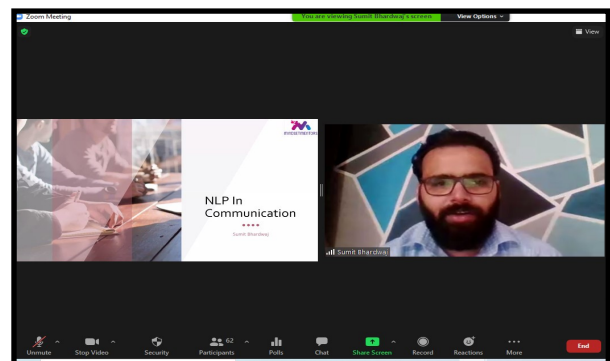 Zoom Meeting
You are viewing Sumit Bhardwaj's screen View Options
View
NLP In
Communication
Sumit Bhardwaj
Sumit Bhardwaj
Unmute Stop Video Security Participants 62 Polls Chat Share Screen Record Reactions More End